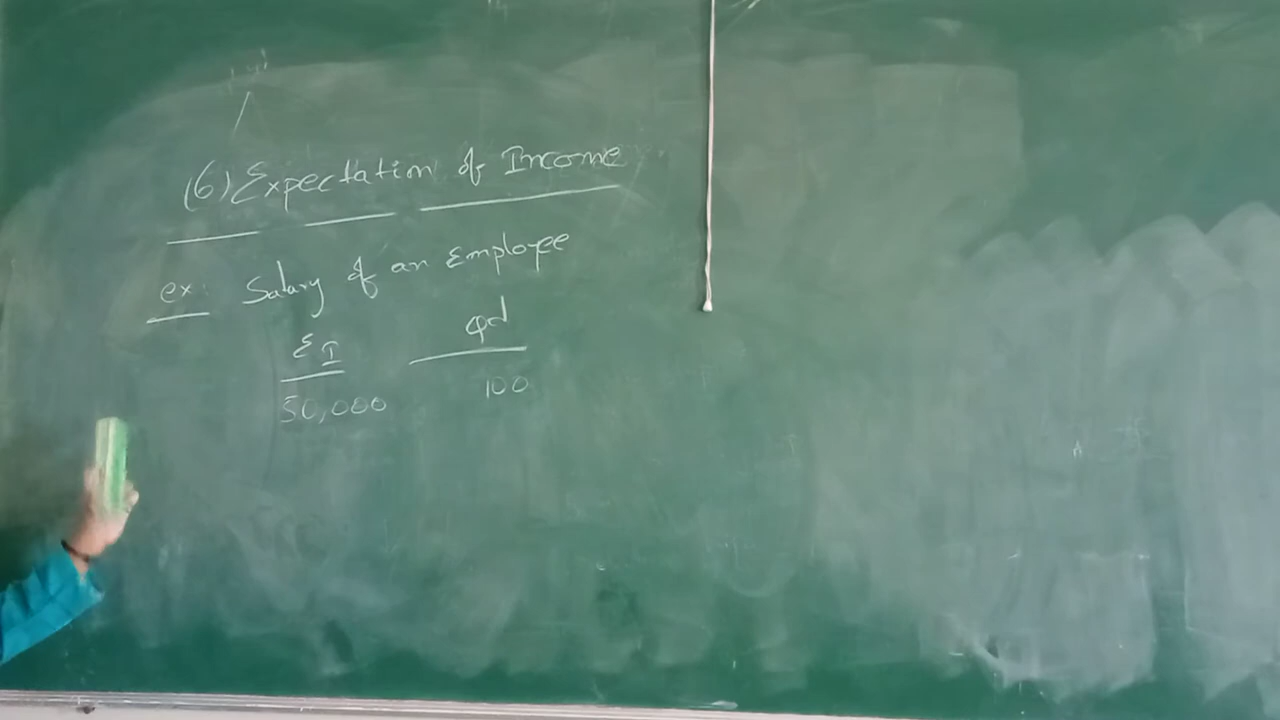 (6) Expectation of Income
ex: Salary of an Employee
EI Qd
50,000 100